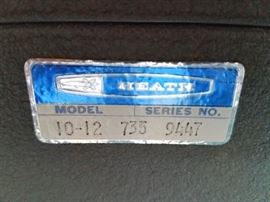 HEATH
MODEL SERIES NO.
10-12 735 9447